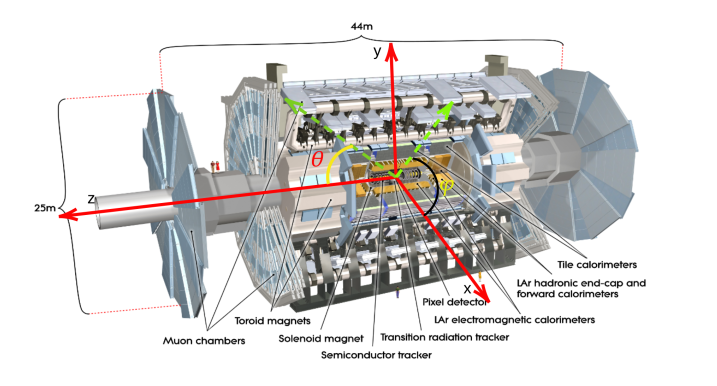 44m
y
θ
z
25m
Tile calorimeters
LAr hadronic end-cap and
forward calorimeters
x
Pixel detector
Toroid magnets
LAr electromagnetic calorimeters
Muon chambers
Solenoid magnet
Transition radiation tracker
Semiconductor tracker